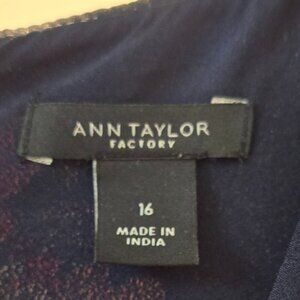 ANN TAYLOR
FACTORY
16
MADE IN
INDIA